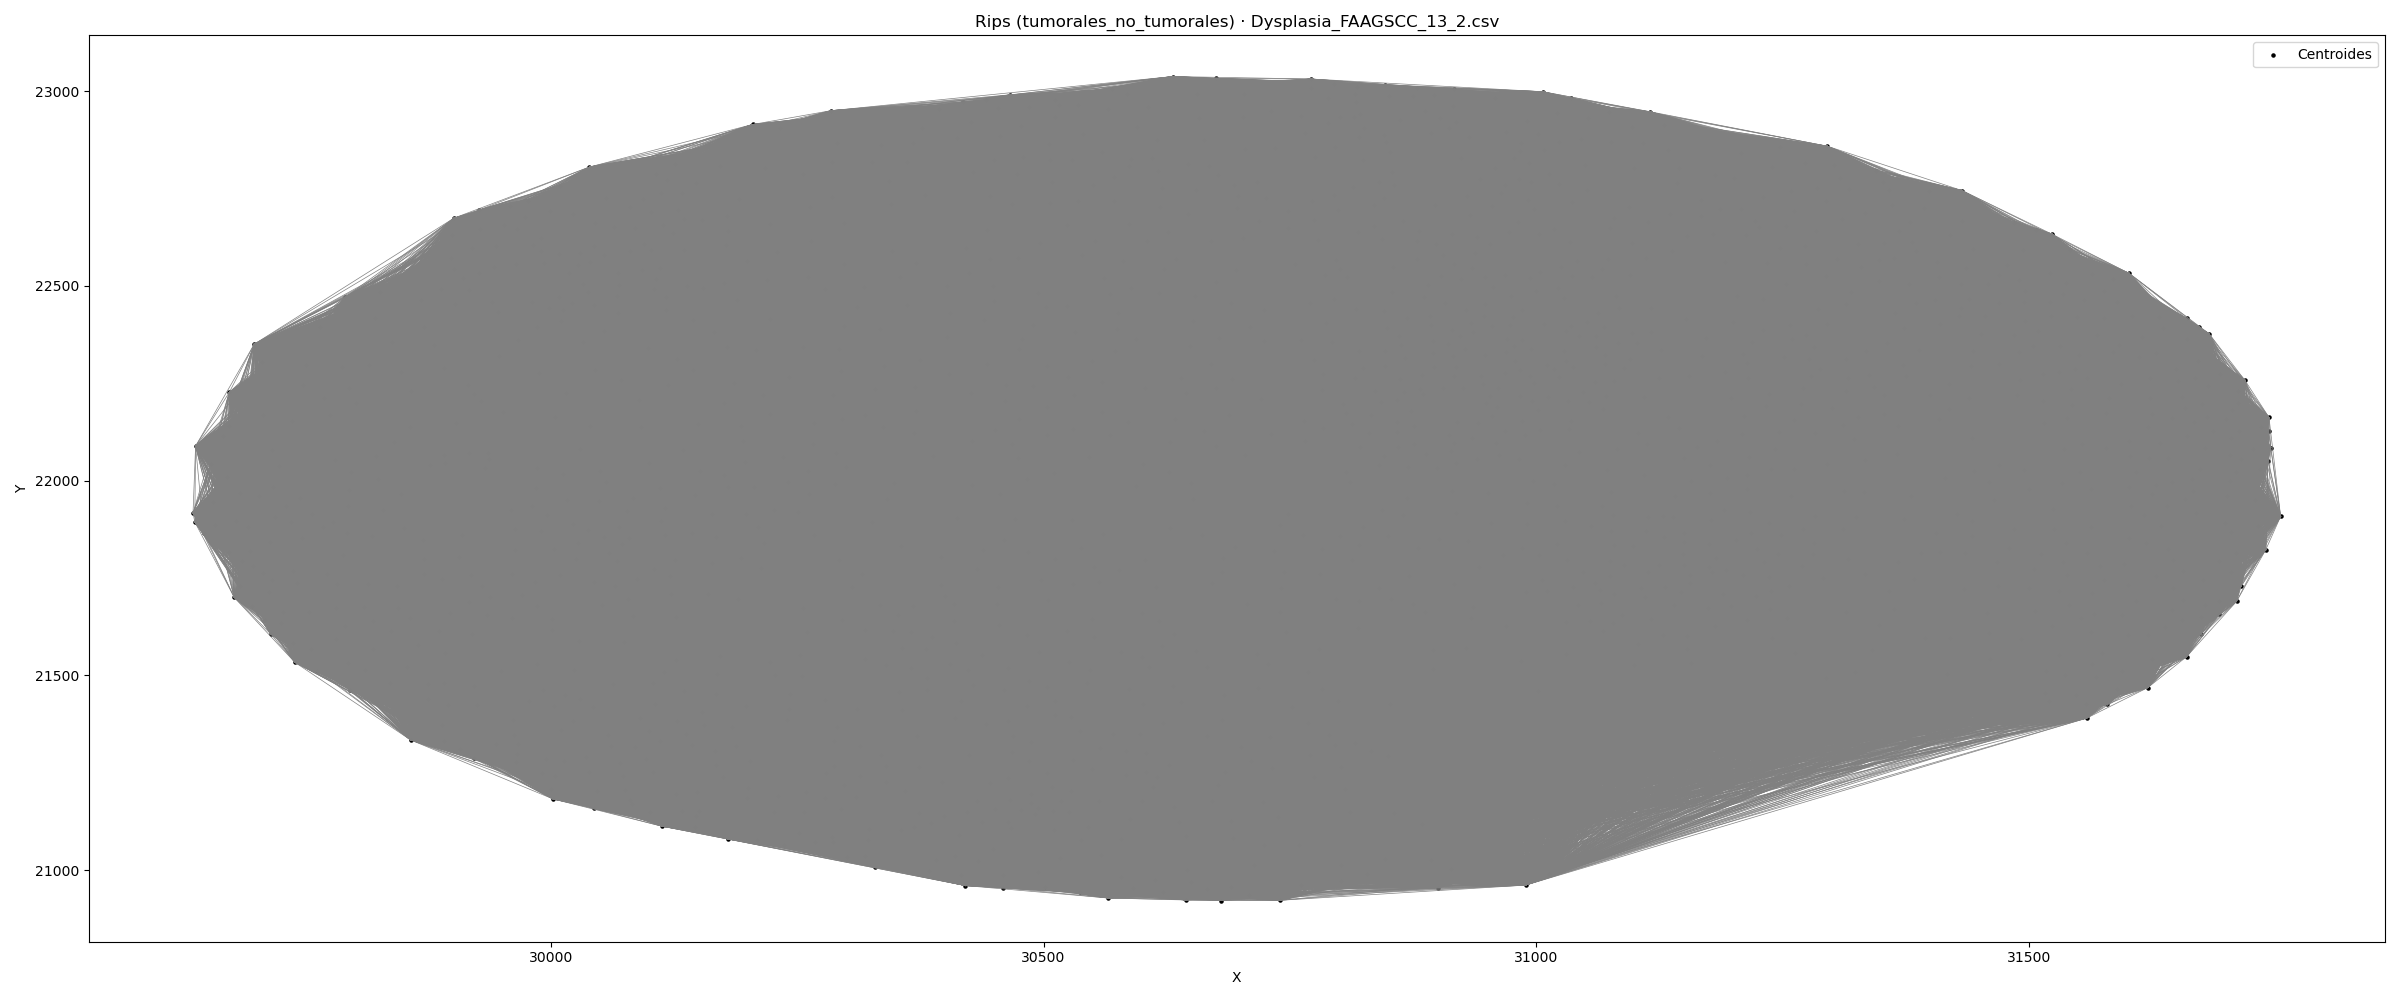 Rips (tumorales_no_tumorales) · Dysplasia_FAAGSCC_13_2.csv
Centroides
23000
22500
22000
21500
21000
Y
30000 30500 31000 31500
X